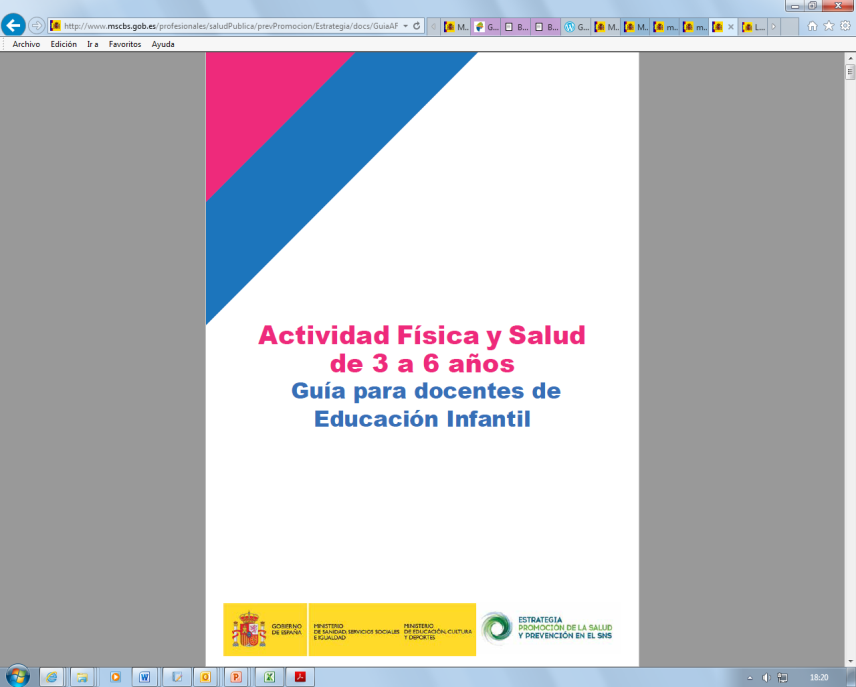 http://www.mscbs.gob.es/profesionales/saludPublica/prevPromocion/Estrategia/docs/GuiaAF
M... G... B... B... G... M... M... m... m... L...
Archivo Edición Ir a Favoritos Ayuda
Actividad Física y Salud
de 3 a 6 años
Guía para docentes de
Educación Infantil
GOBIERNO
DE ESPAÑA
MINISTERIO
DE SANIDAD, SERVICIOS SOCIALES
E IGUALDAD
MINISTERIO
DE EDUCACIÓN, CULTURA
Y DEPORTES
ESTRATEGIA
PROMOCIÓN DE LA SALUD
Y PREVENCIÓN EN EL SNS
18:20